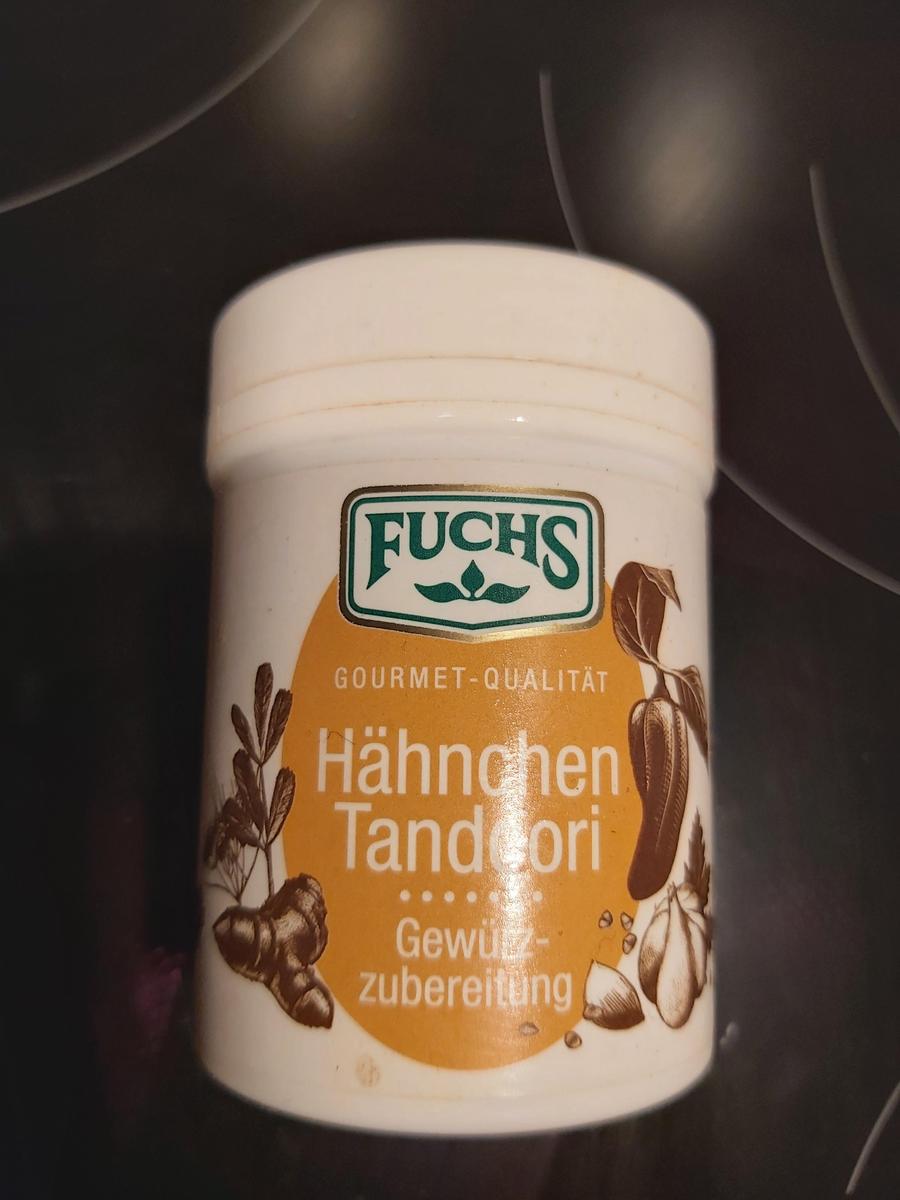 FUCHS
GOURMET-QUALITÄT
Hähnchen
Tandoori
Gewürz-
zubereitung